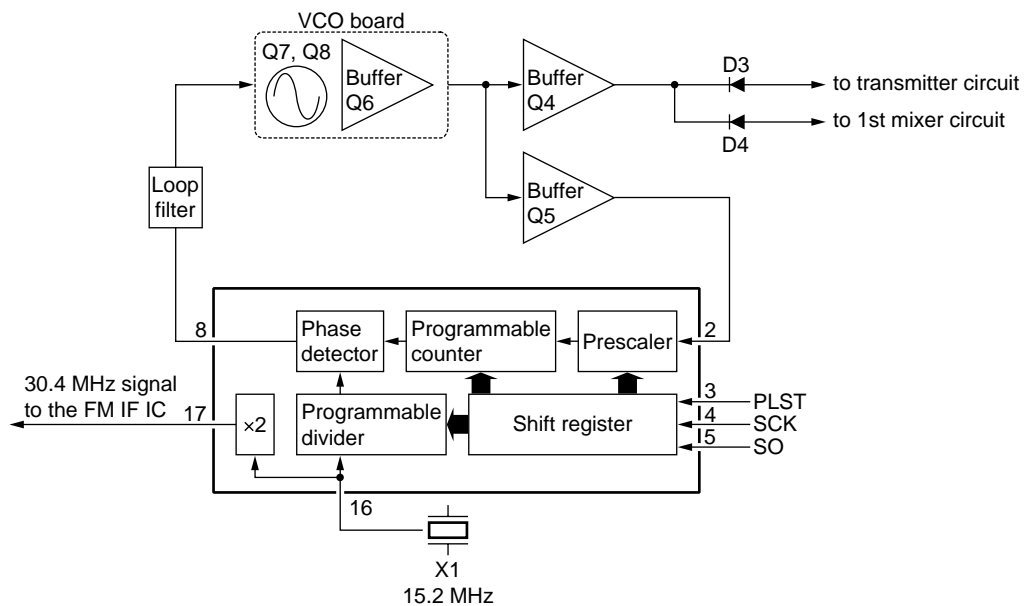 VCO board
Q7, Q8
Buffer
Q6
Buffer
Q4
D3
to transmitter circuit
to 1st mixer circuit
D4
Loop
filter
Buffer
Q5
8
Phase
detector
Programmable
counter
Prescaler
2
30.4 MHz signal
to the FM IF IC
17
×2
Programmable
divider
Shift register
3
PLST
4
SCK
5
SO
16
X1
15.2 MHz